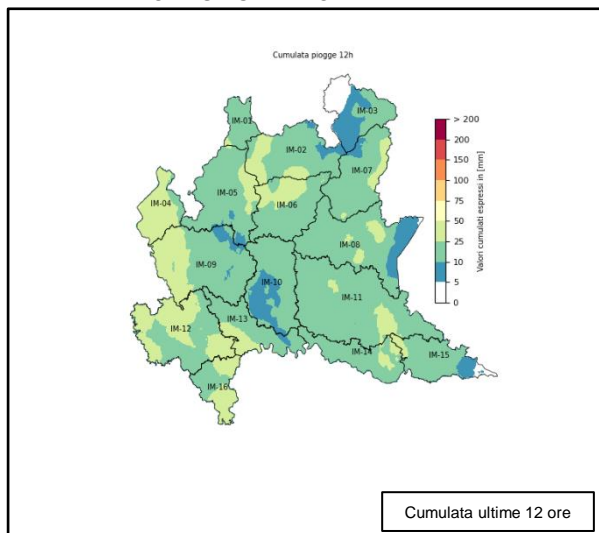 Cumulata piogge 12h
IM-01
IM-03
IM-02
IM-07
IM-05
IM-06
IM-04
IM-08
IM-09
IM-10
IM-11
IM-13
IM-12
IM-14
IM-15
IM-16
> 200
200
150
100
75
50
25
10
5
0
Valori cumulati espressi in [mm]
Cumulata ultime 12 ore